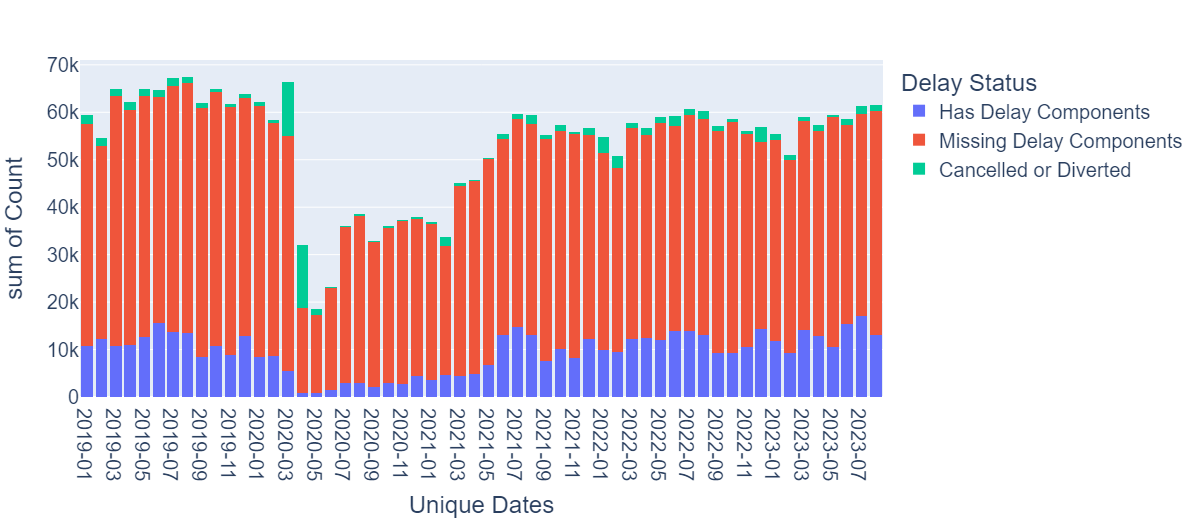 70k
60k
50k
40k
30k
20k
10k
0
sum of Count
2019-01
2019-03
2019-05
2019-07
2019-09
2019-11
2020-01
2020-03
2020-05
2020-07
2020-09
2020-11
2021-01
2021-03
2021-05
2021-07
2021-09
2021-11
2022-01
2022-03
2022-05
2022-07
2022-09
2022-11
2023-01
2023-03
2023-05
2023-07
Unique Dates
Delay Status
Has Delay Components
Missing Delay Components
Cancelled or Diverted